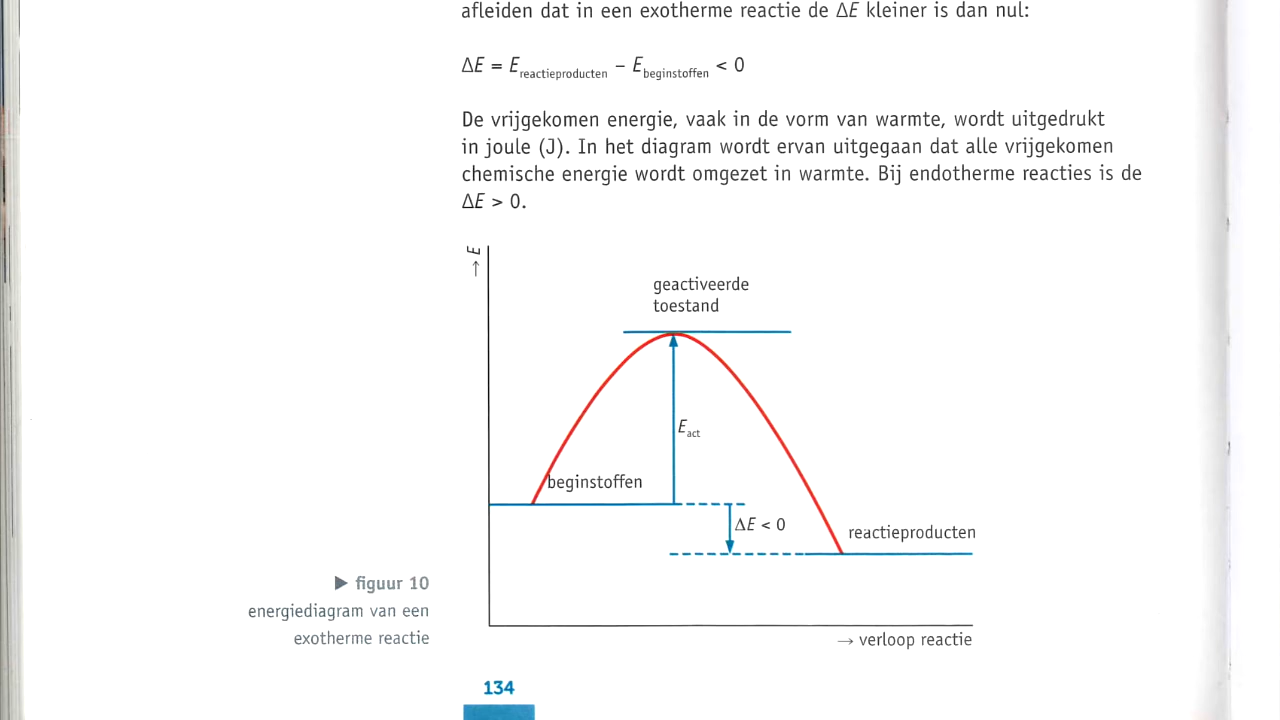 afleiden dat in een exotherme reactie de ΔE kleiner is dan nul:
ΔE = E reactieproducten – E beginstoffen < 0
De vrijgekomen energie, vaak in de vorm van warmte, wordt uitgedrukt
in joule (J). In het diagram wordt ervan uitgegaan dat alle vrijgekomen
chemische energie wordt omgezet in warmte. Bij endotherme reacties is de
ΔE > 0.
→ E
geactiveerde
toestand
E act
beginstoffen
ΔE < 0
reactieproducten
→ verloop reactie
▶ figuur 10
energiediagram van een
exotherme reactie
134